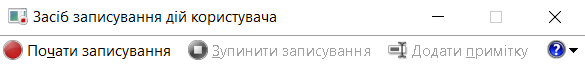 Засіб записування дій користувача
Почати записування Зупинити записування Додати примітку ?